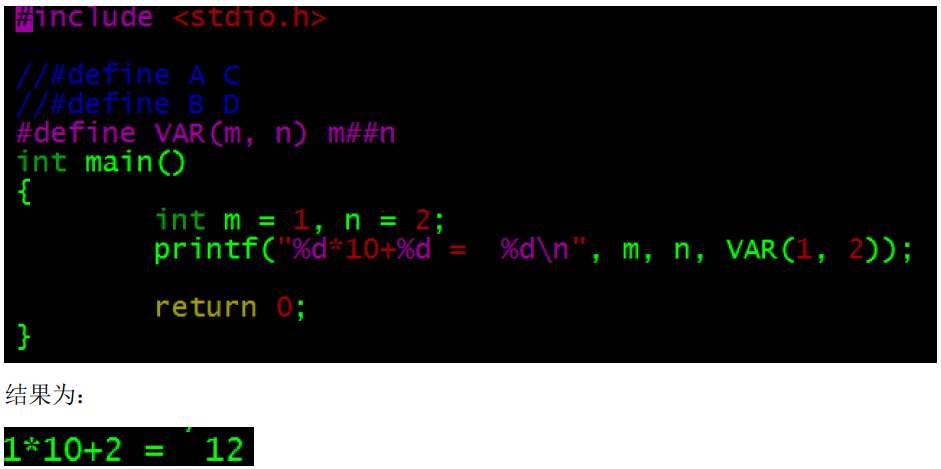 #include <stdio.h>
//#define A C
//#define B D
#define VAR(m, n) m##n
int main()
{
int m = 1, n = 2;
printf("%d*10+%d =  %d\n", m, n, VAR(1, 2));
return 0;
}
结果为：
1*10+2 =  12